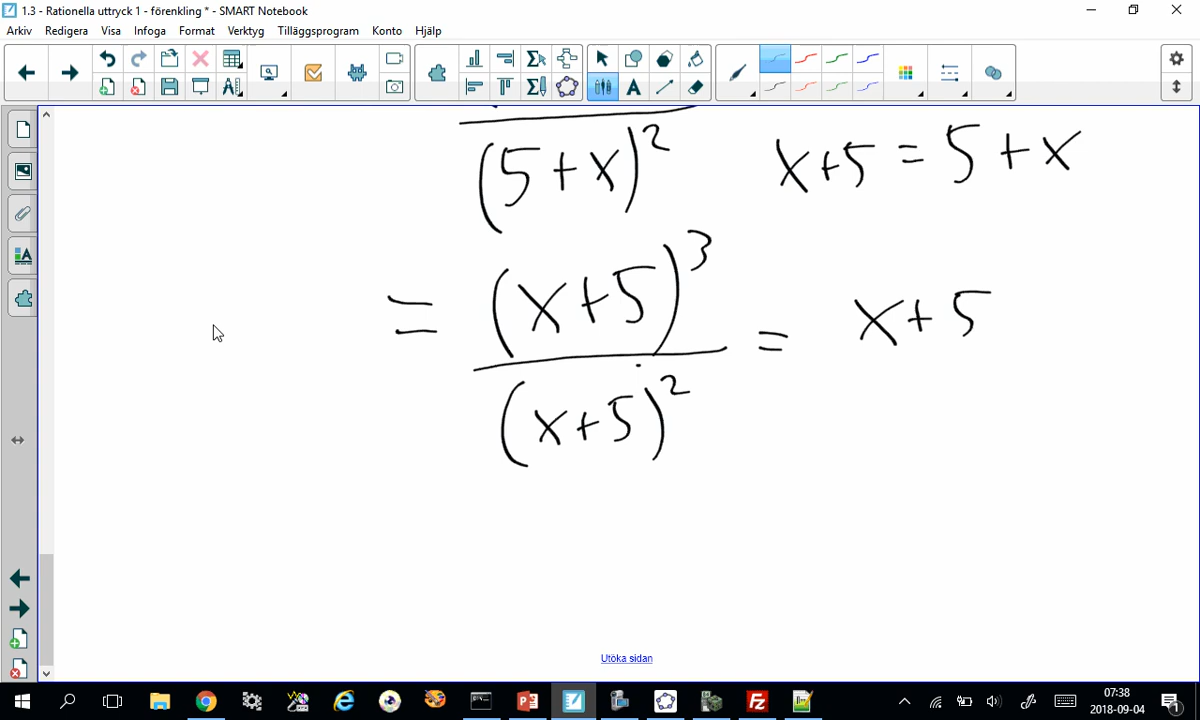 1.3 - Rationella uttryck 1 - förenkling * - SMART Notebook
Arkiv Redigera Visa Infoga Format Verktyg Tilläggsprogram Konto Hjälp
(5+x)² x+5 = 5+x
= (x+5)³ = x+5
(x+5)²
Utöka sidan
07:38
2018-09-04